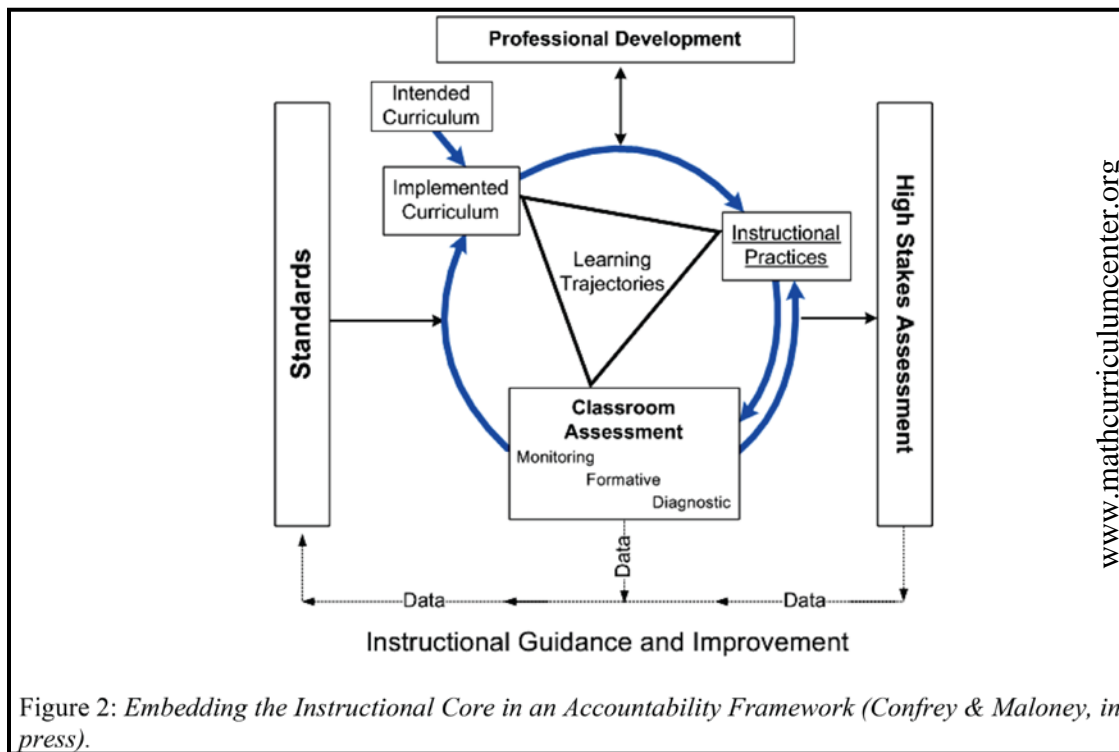 Professional Development
Intended
Curriculum
Implemented
Curriculum
Standards
Learning
Trajectories
Instructional
Practices
High Stakes Assessment
www.mathcurriculumcenter.org
Classroom
Assessment
Monitoring
Formative
Diagnostic
Data
Data
Data
Instructional Guidance and Improvement
Figure 2: Embedding the Instructional Core in an Accountability Framework (Confrey & Maloney, in
press).